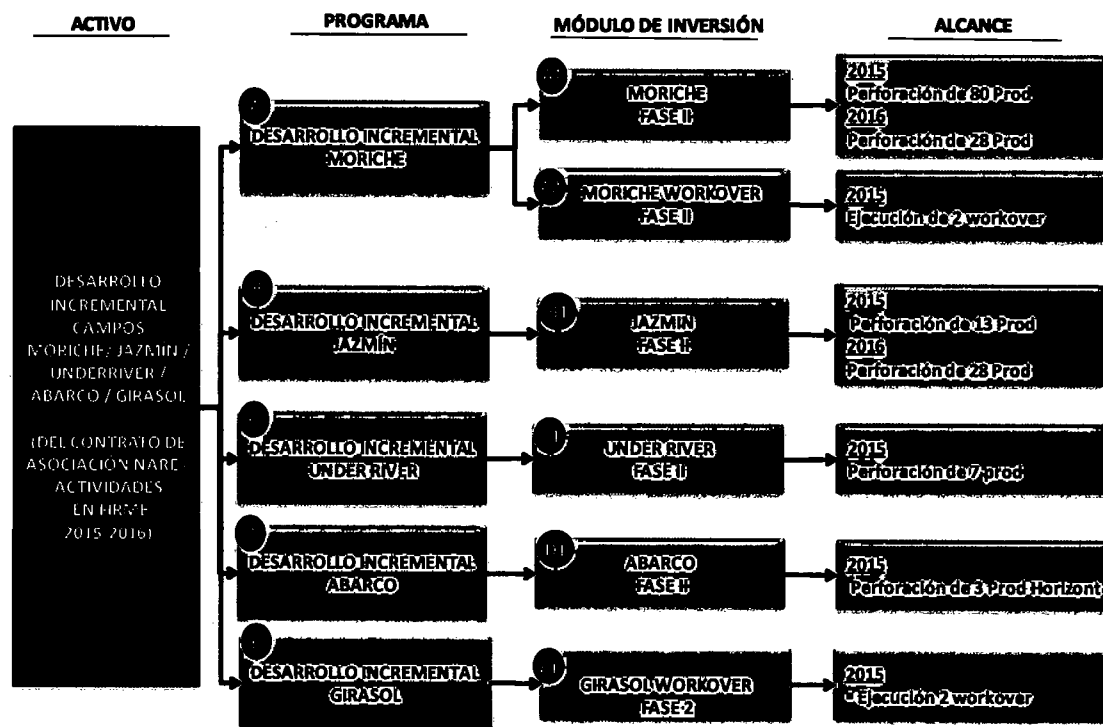 ACTIVO
PROGRAMA
MÓDULO DE INVERSIÓN
ALCANCE
DESARROLLO
INCREMENTAL
CAMPOS
MORICHE/ JAZMIN /
UNDERRIVER /
ABARCO / GIRASOL
(DEL CONTRATO DE
ASOCIACIÓN NARE-
ACTIVIDADES
EN FIRME
2015-2016)
DESARROLLO INCREMENTAL
MORICHE
MORICHE
FASE II
2015
Perforación de 80 Prod.
2016
Perforación de 28 Prod
MORICHE WORKOVER
FASE II
2015
Ejecución de 2 workover
DESARROLLO INCREMENTAL
JAZMÍN
JAZMIN
FASE II
2015
Perforación de 13 Prod
2016
Perforación de 28 Prod
DESARROLLO INCREMENTAL
UNDER RIVER
UNDER RIVER
FASE II
2015
Perforación de 7 prod
DESARROLLO INCREMENTAL
ABARCO
ABARCO
FASE II
2015
Perforación de 3 Prod Horizont
DESARROLLO INCREMENTAL
GIRASOL
GIRASOL WORKOVER
FASE 2
2015
Ejecución 2 workover